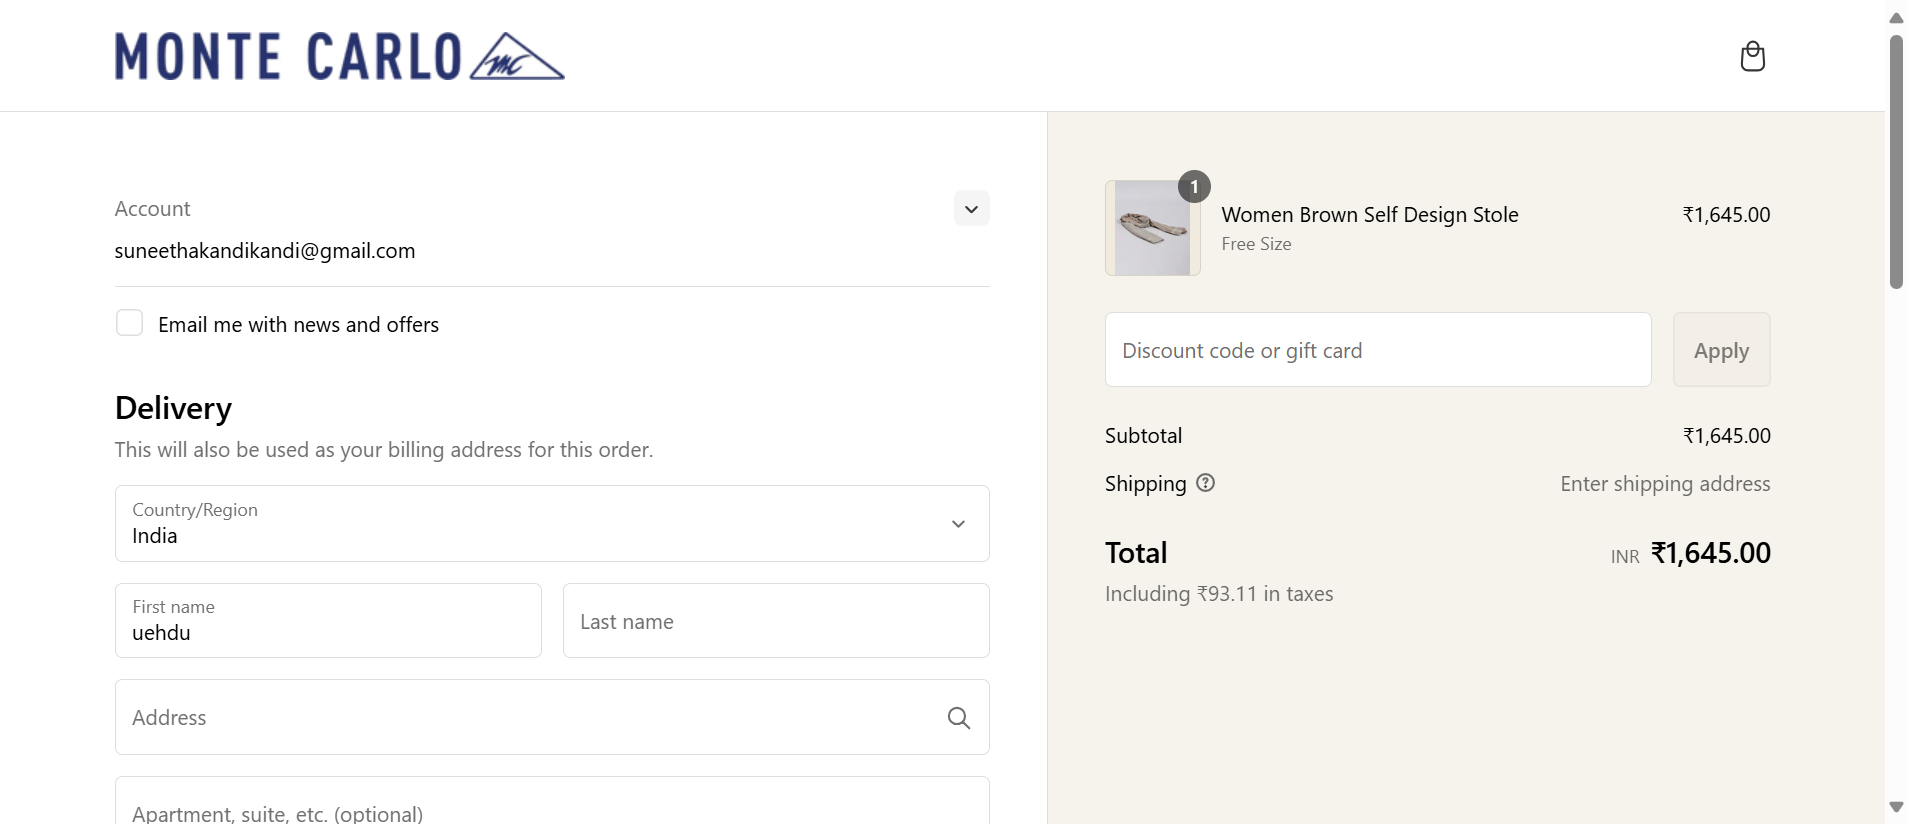 MONTE CARLO
Account
suneethakandikandi@gmail.com
Email me with news and offers
Delivery
This will also be used as your billing address for this order.
Country/Region
India
First name
uehdu
Last name
Address
Apartment, suite, etc. (optional)
1
Women Brown Self Design Stole ₹1,645.00
Free Size
Discount code or gift card Apply
Subtotal ₹1,645.00
Shipping Enter shipping address
Total INR ₹1,645.00
Including ₹93.11 in taxes